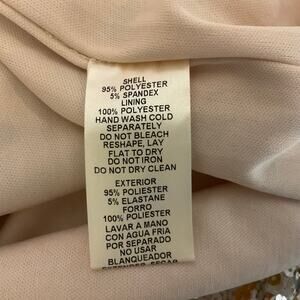 SHELL
95% POLYESTER
5% SPANDEX
LINING
100% POLYESTER
HAND WASH COLD
SEPARATELY
DO NOT BLEACH
RESHAPE, LAY
FLAT TO DRY
DO NOT IRON
DO NOT DRY CLEAN
EXTERIOR
95% POLIESTER
5% ELASTANE
FORRO
100% POLIESTER
LAVAR A MANO
CON AGUA FRIA
POR SEPARADO
NO USAR
BLANQUEADOR
EXTENDER, SECAR